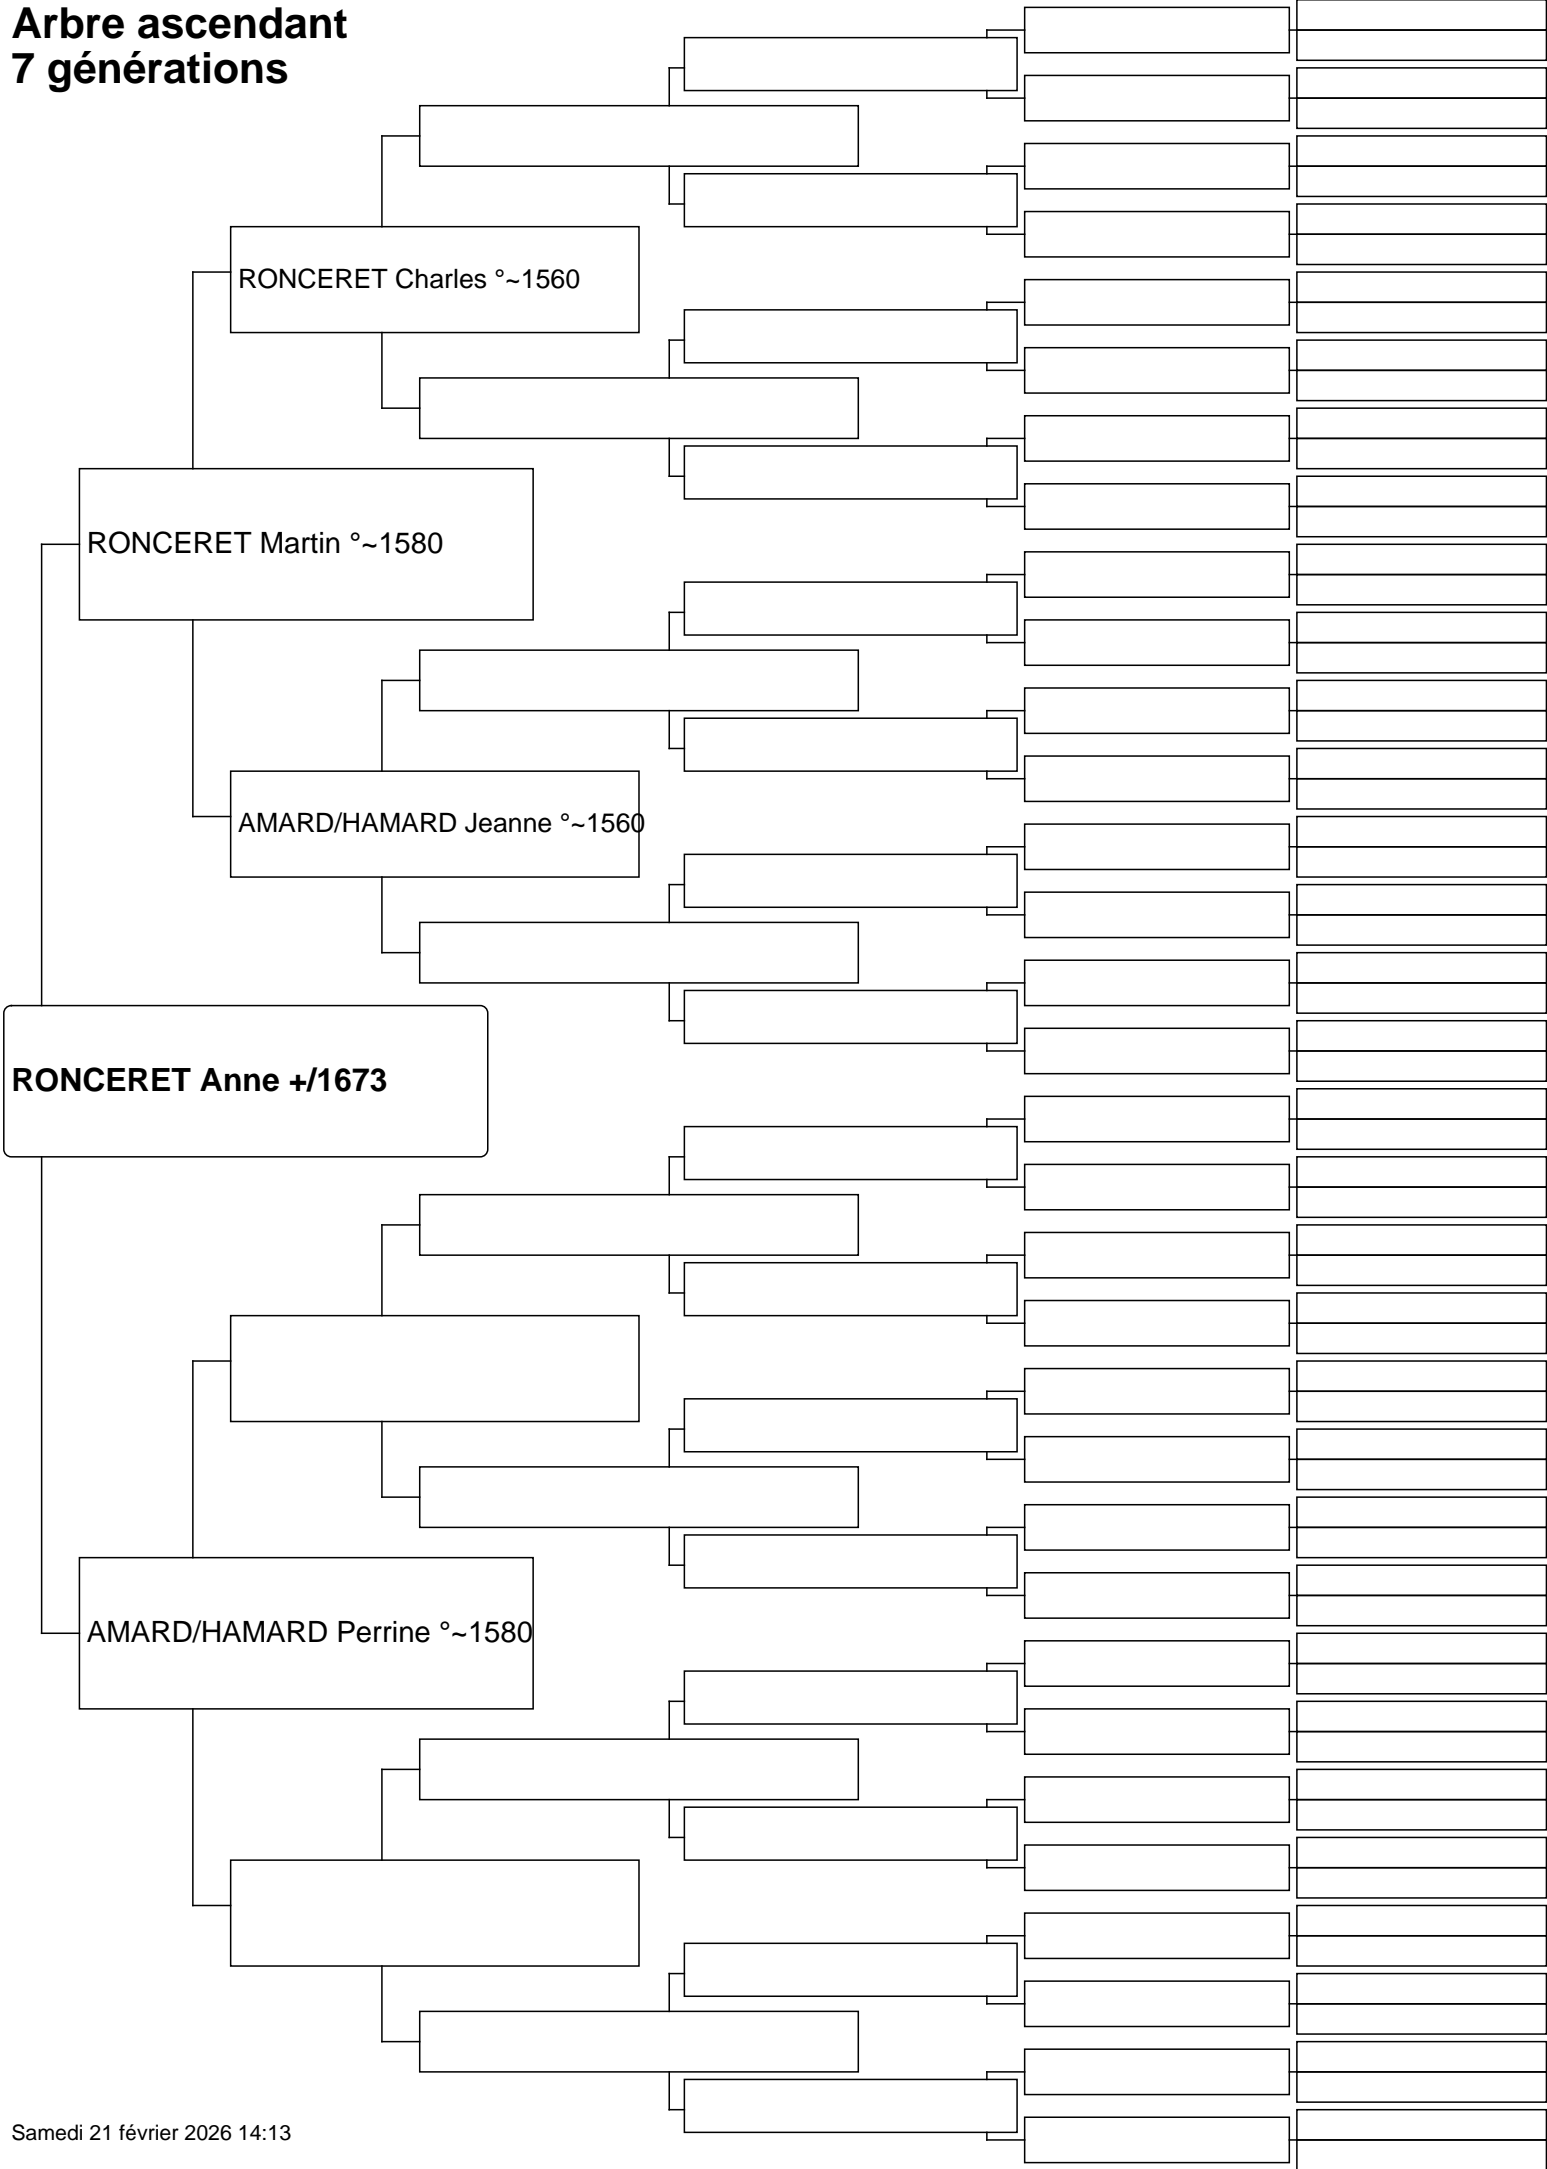 Arbre ascendant
7 générations
RONCERET Charles °~1560
RONCERET Martin °~1580
AMARD/HAMARD Jeanne °~1560
RONCERET Anne +/1673
AMARD/HAMARD Perrine °~1580
Samedi 21 février 2026 14:13